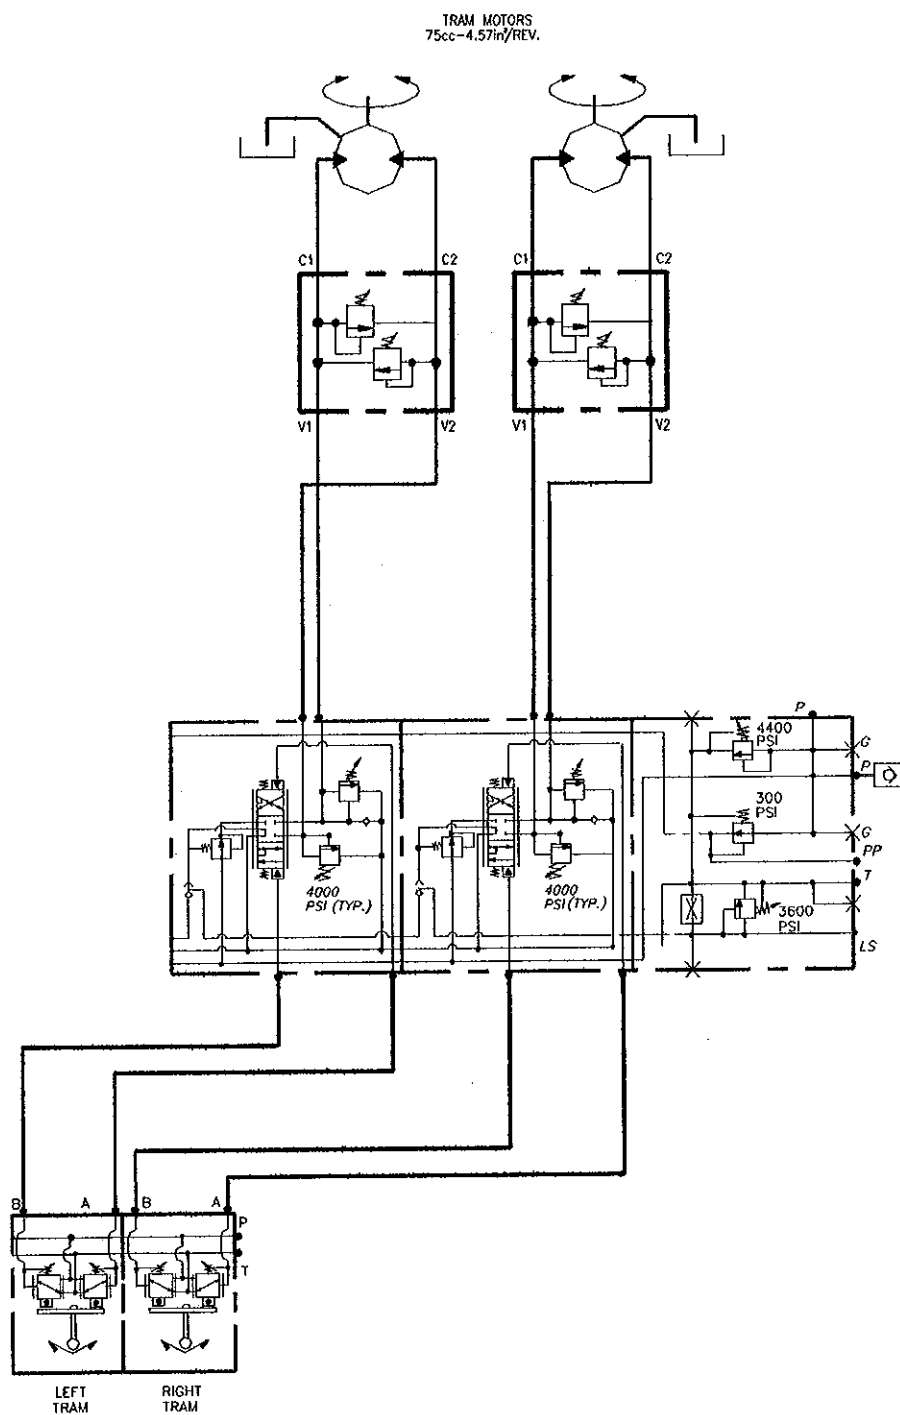 TRAM MOTORS
75cc-4.57in³/REV.
C1
C2
C1
C2
V1
V2
V1
V2
P
4400
PSI
G
P
300
PSI
G
PP
T
3600
PSI
LS
4000
PSI (TYP.)
4000
PSI (TYP.)
B
A
B
A
P
T
LEFT
TRAM
RIGHT
TRAM